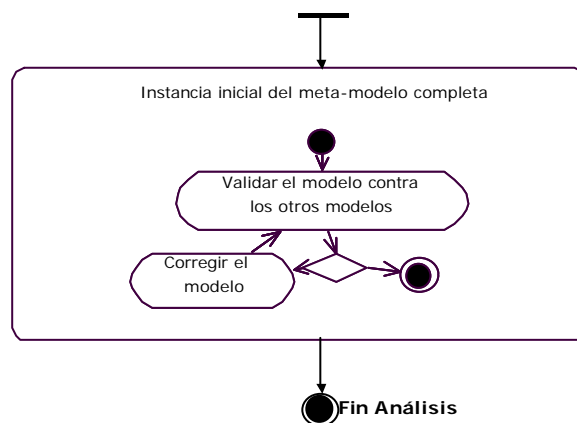 Instancia inicial del meta-modelo completa
Validar el modelo contra
los otros modelos
Corregir el
modelo
Fin Análisis